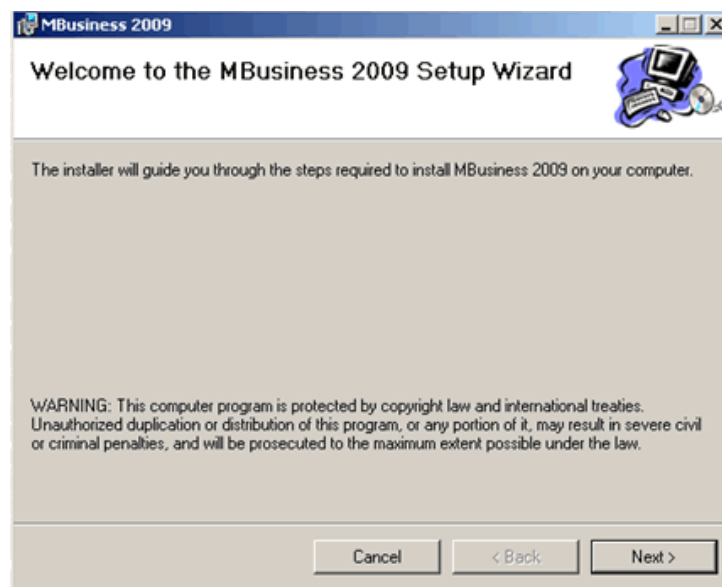 MBusiness 2009
Welcome to the MBusiness 2009 Setup Wizard
The installer will guide you through the steps required to install MBusiness 2009 on your computer.
WARNING: This computer program is protected by copyright law and international treaties.
Unauthorized duplication or distribution of this program, or any portion of it, may result in severe civil
or criminal penalties, and will be prosecuted to the maximum extent possible under the law.
Cancel
< Back
Next >